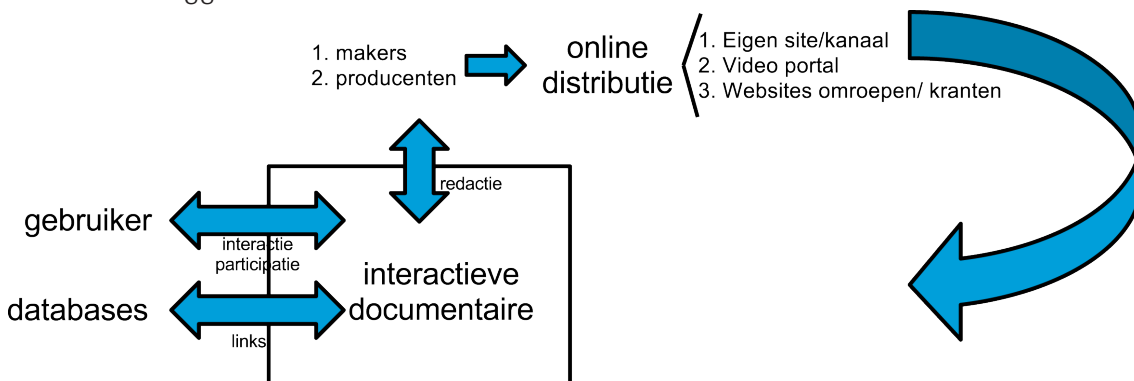 1. makers
2. producenten
online
distributie
1. Eigen site/kanaal
2. Video portal
3. Websites omroepen/ kranten
redactie
gebruiker
interactie
participatie
interactieve
documentaire
databases
links